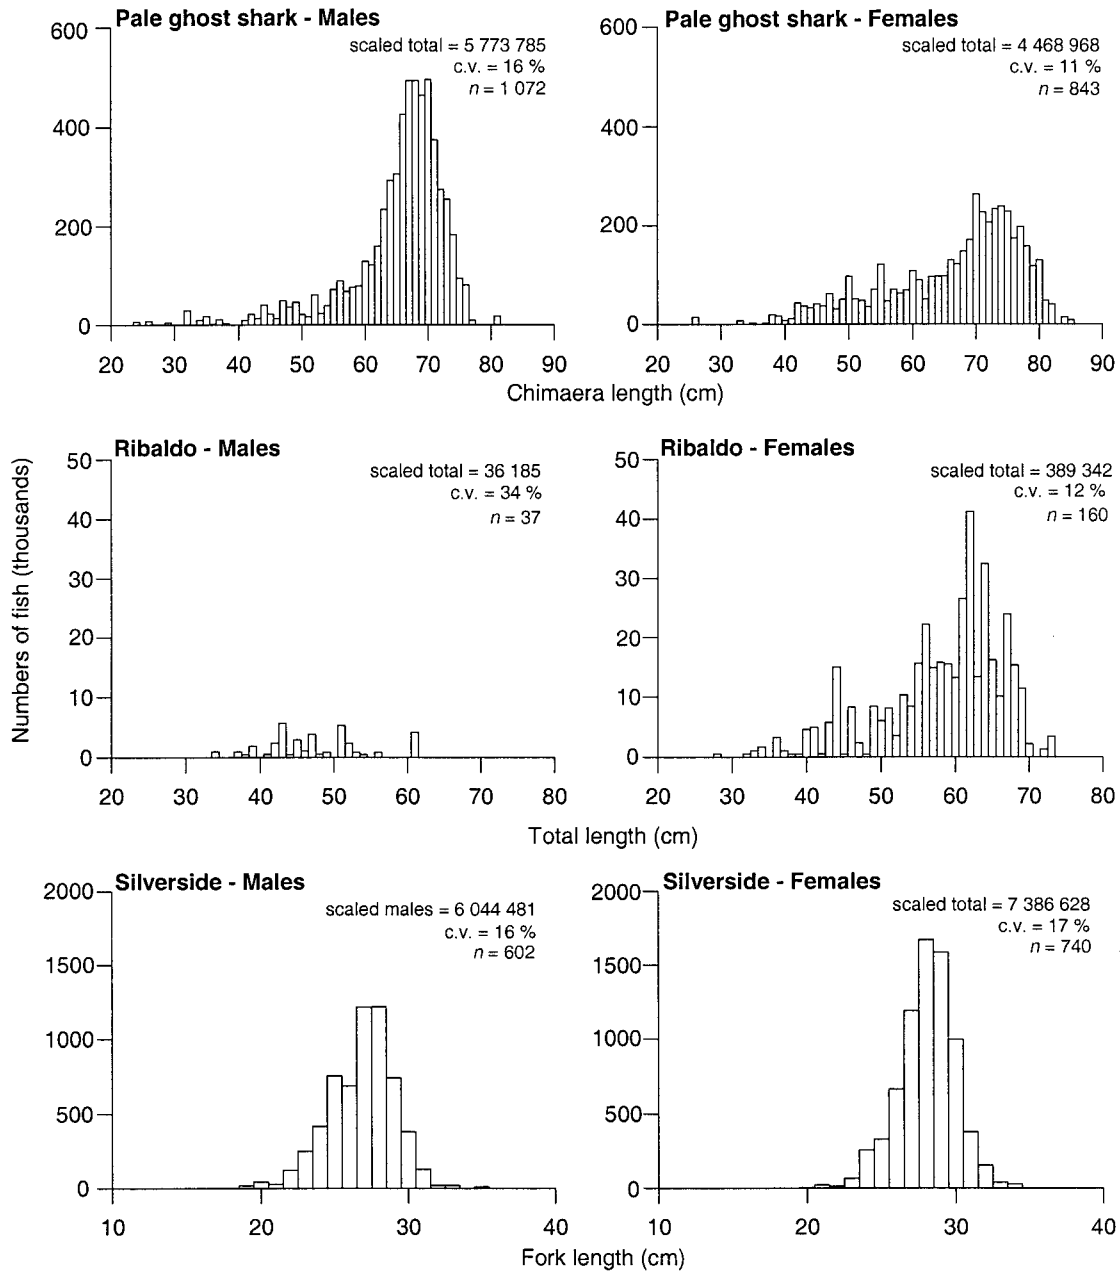 Pale ghost shark - Males
scaled total = 5 773 785
c.v. = 16 %
n = 1 072
600
400
200
0
20 30 40 50 60 70 80 90
Pale ghost shark - Females
scaled total = 4 468 968
c.v. = 11 %
n = 843
600
400
200
0
20 30 40 50 60 70 80 90
Chimaera length (cm)
Numbers of fish (thousands)
Ribaldo - Males
scaled total = 36 185
c.v. = 34 %
n = 37
50
40
30
20
10
0
20 30 40 50 60 70 80
Ribaldo - Females
scaled total = 389 342
c.v. = 12 %
n = 160
50
40
30
20
10
0
20 30 40 50 60 70 80
Total length (cm)
Silverside - Males
scaled males = 6 044 481
c.v. = 16 %
n = 602
2000
1500
1000
500
0
10 20 30 40
Silverside - Females
scaled total = 7 386 628
c.v. = 17 %
n = 740
2000
1500
1000
500
0
10 20 30 40
Fork length (cm)